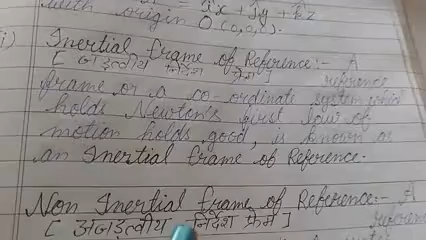 with origin O(0,0,0).
i) Inertial frame of Reference:- A
[ जड़त्वीय निर्देश फ्रेम ] reference
frame or a co-ordinate system which
holds Newton's first law of
motion holds good, is known as
an Inertial frame of Reference.
Non Inertial frame of Reference:- A
[ अजड़त्वीय निर्देश फ्रेम ] reference